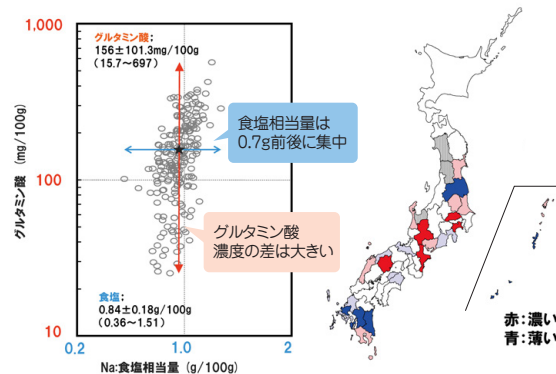 1,000
グルタミン酸：
156±101.3mg/100g
（15.7～697）
グルタミン酸（mg/100g）
100
10
食塩相当量は
0.7g前後に集中
グルタミン酸
濃度の差は大きい
食塩：
0.84±0.18g/100g
（0.36～1.51）
0.2
1.0
2
Na:食塩相当量（g/100g）
赤：濃い
青：薄い